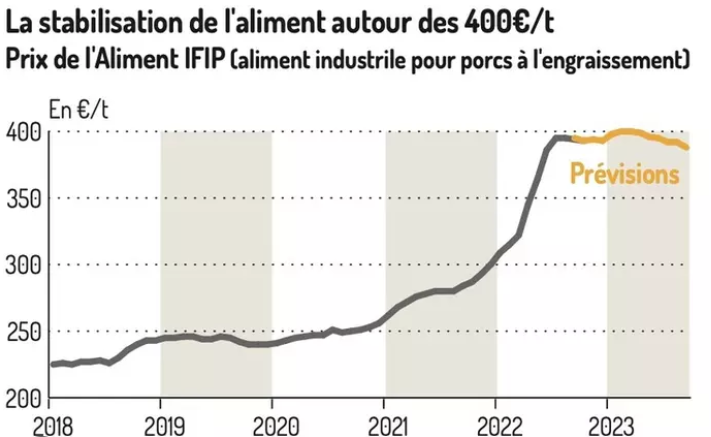 La stabilisation de l'aliment autour des 400€/t
Prix de l'Aliment IFIP (aliment industrile pour porcs à l'engraissement)
En €/t
400
Prévisions
350
300
250
200
2018 2019 2020 2021 2022 2023